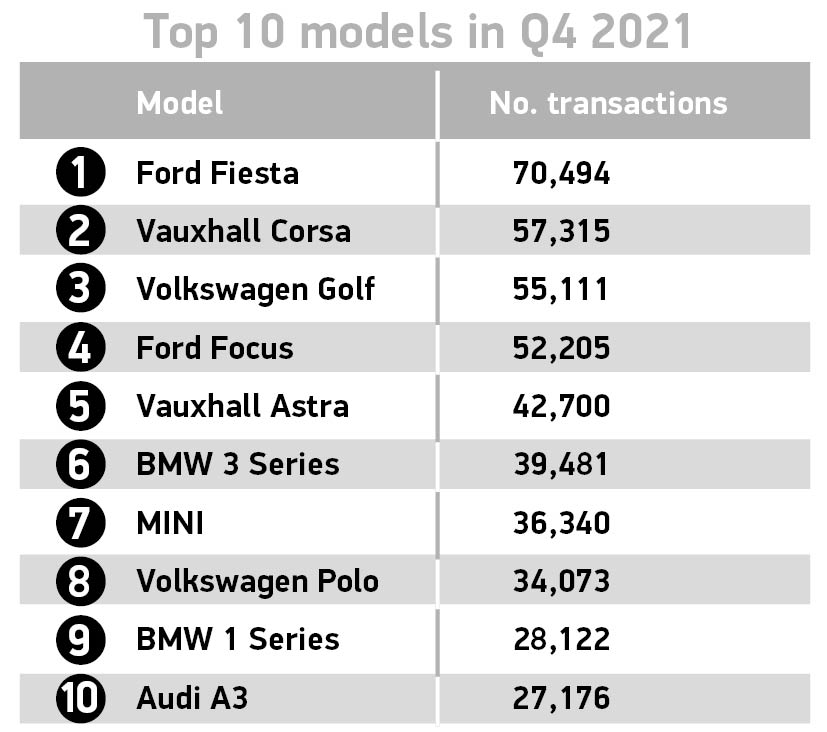 Top 10 models in Q4 2021
Model No. transactions
1 Ford Fiesta 70,494
2 Vauxhall Corsa 57,315
3 Volkswagen Golf 55,111
4 Ford Focus 52,205
5 Vauxhall Astra 42,700
6 BMW 3 Series 39,481
7 MINI 36,340
8 Volkswagen Polo 34,073
9 BMW 1 Series 28,122
10 Audi A3 27,176